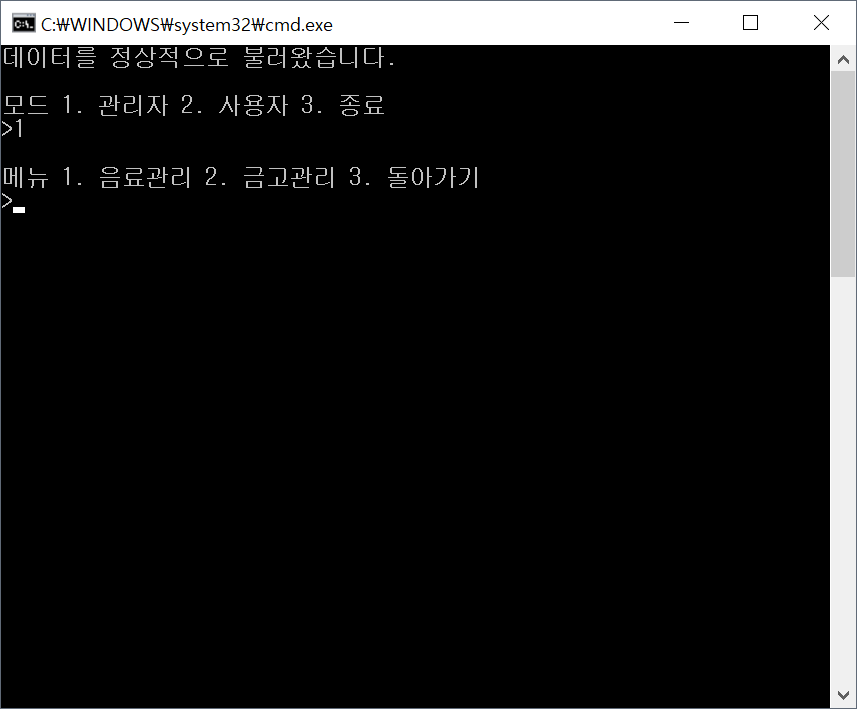 C:₩WINDOWS₩system32₩cmd.exe
데이터를 정상적으로 불러왔습니다.
모드 1. 관리자 2. 사용자 3. 종료
>1
메뉴 1. 음료관리 2. 금고관리 3. 돌아가기
>